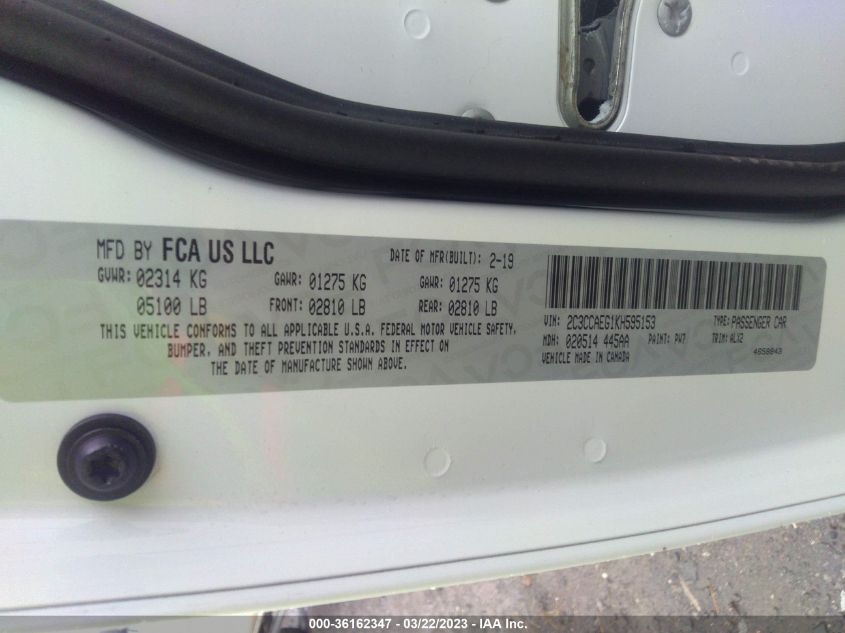 MFD BY FCA US LLC DATE OF MFR(BUILT): 2-19
GVWR: 02314 KG GAWR: 01275 KG GAWR: 01275 KG
05100 LB FRONT: 02810 LB REAR: 02810 LB
THIS VEHICLE CONFORMS TO ALL APPLICABLE U.S.A. FEDERAL MOTOR VEHICLE SAFETY,
BUMPER, AND THEFT PREVENTION STANDARDS IN EFFECT ON
THE DATE OF MANUFACTURE SHOWN ABOVE.
VIN: 2C3CCAEG1KH595153 TYPE: PASSENGER CAR
MDH: 020514 445AA PAINT: PW7 TRIM: ALX2
VEHICLE MADE IN CANADA 4658843
000-36162347 - 03/22/2023 - IAA Inc.